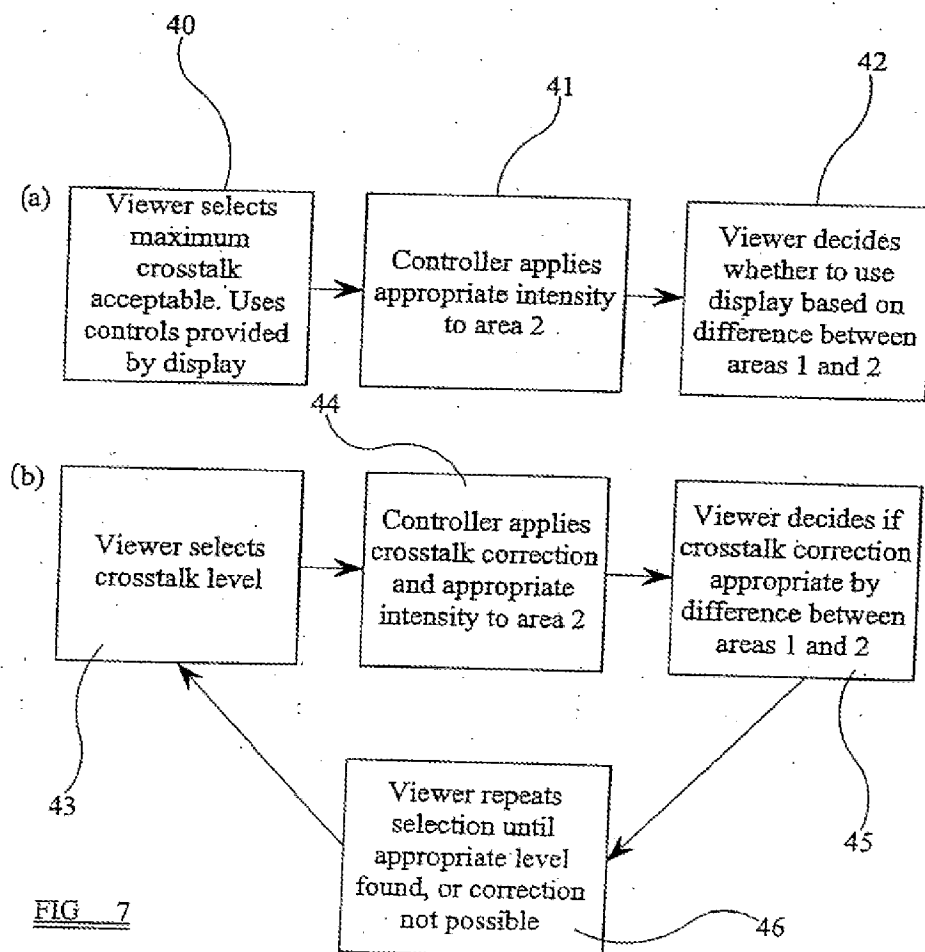 40
41
42
(a)
Viewer selects
maximum
crosstalk
acceptable. Uses
controls provided
by display
Controller applies
appropriate intensity
to area 2
Viewer decides
whether to use
display based on
difference between
areas 1 and 2
44
(b)
Viewer selects
crosstalk level
Controller applies
crosstalk correction
and appropriate
intensity to area 2
Viewer decides if
crosstalk correction
appropriate by
difference between
areas 1 and 2
43
45
Viewer repeats
selection until
appropriate level
found, or correction
not possible
46
FIG 7